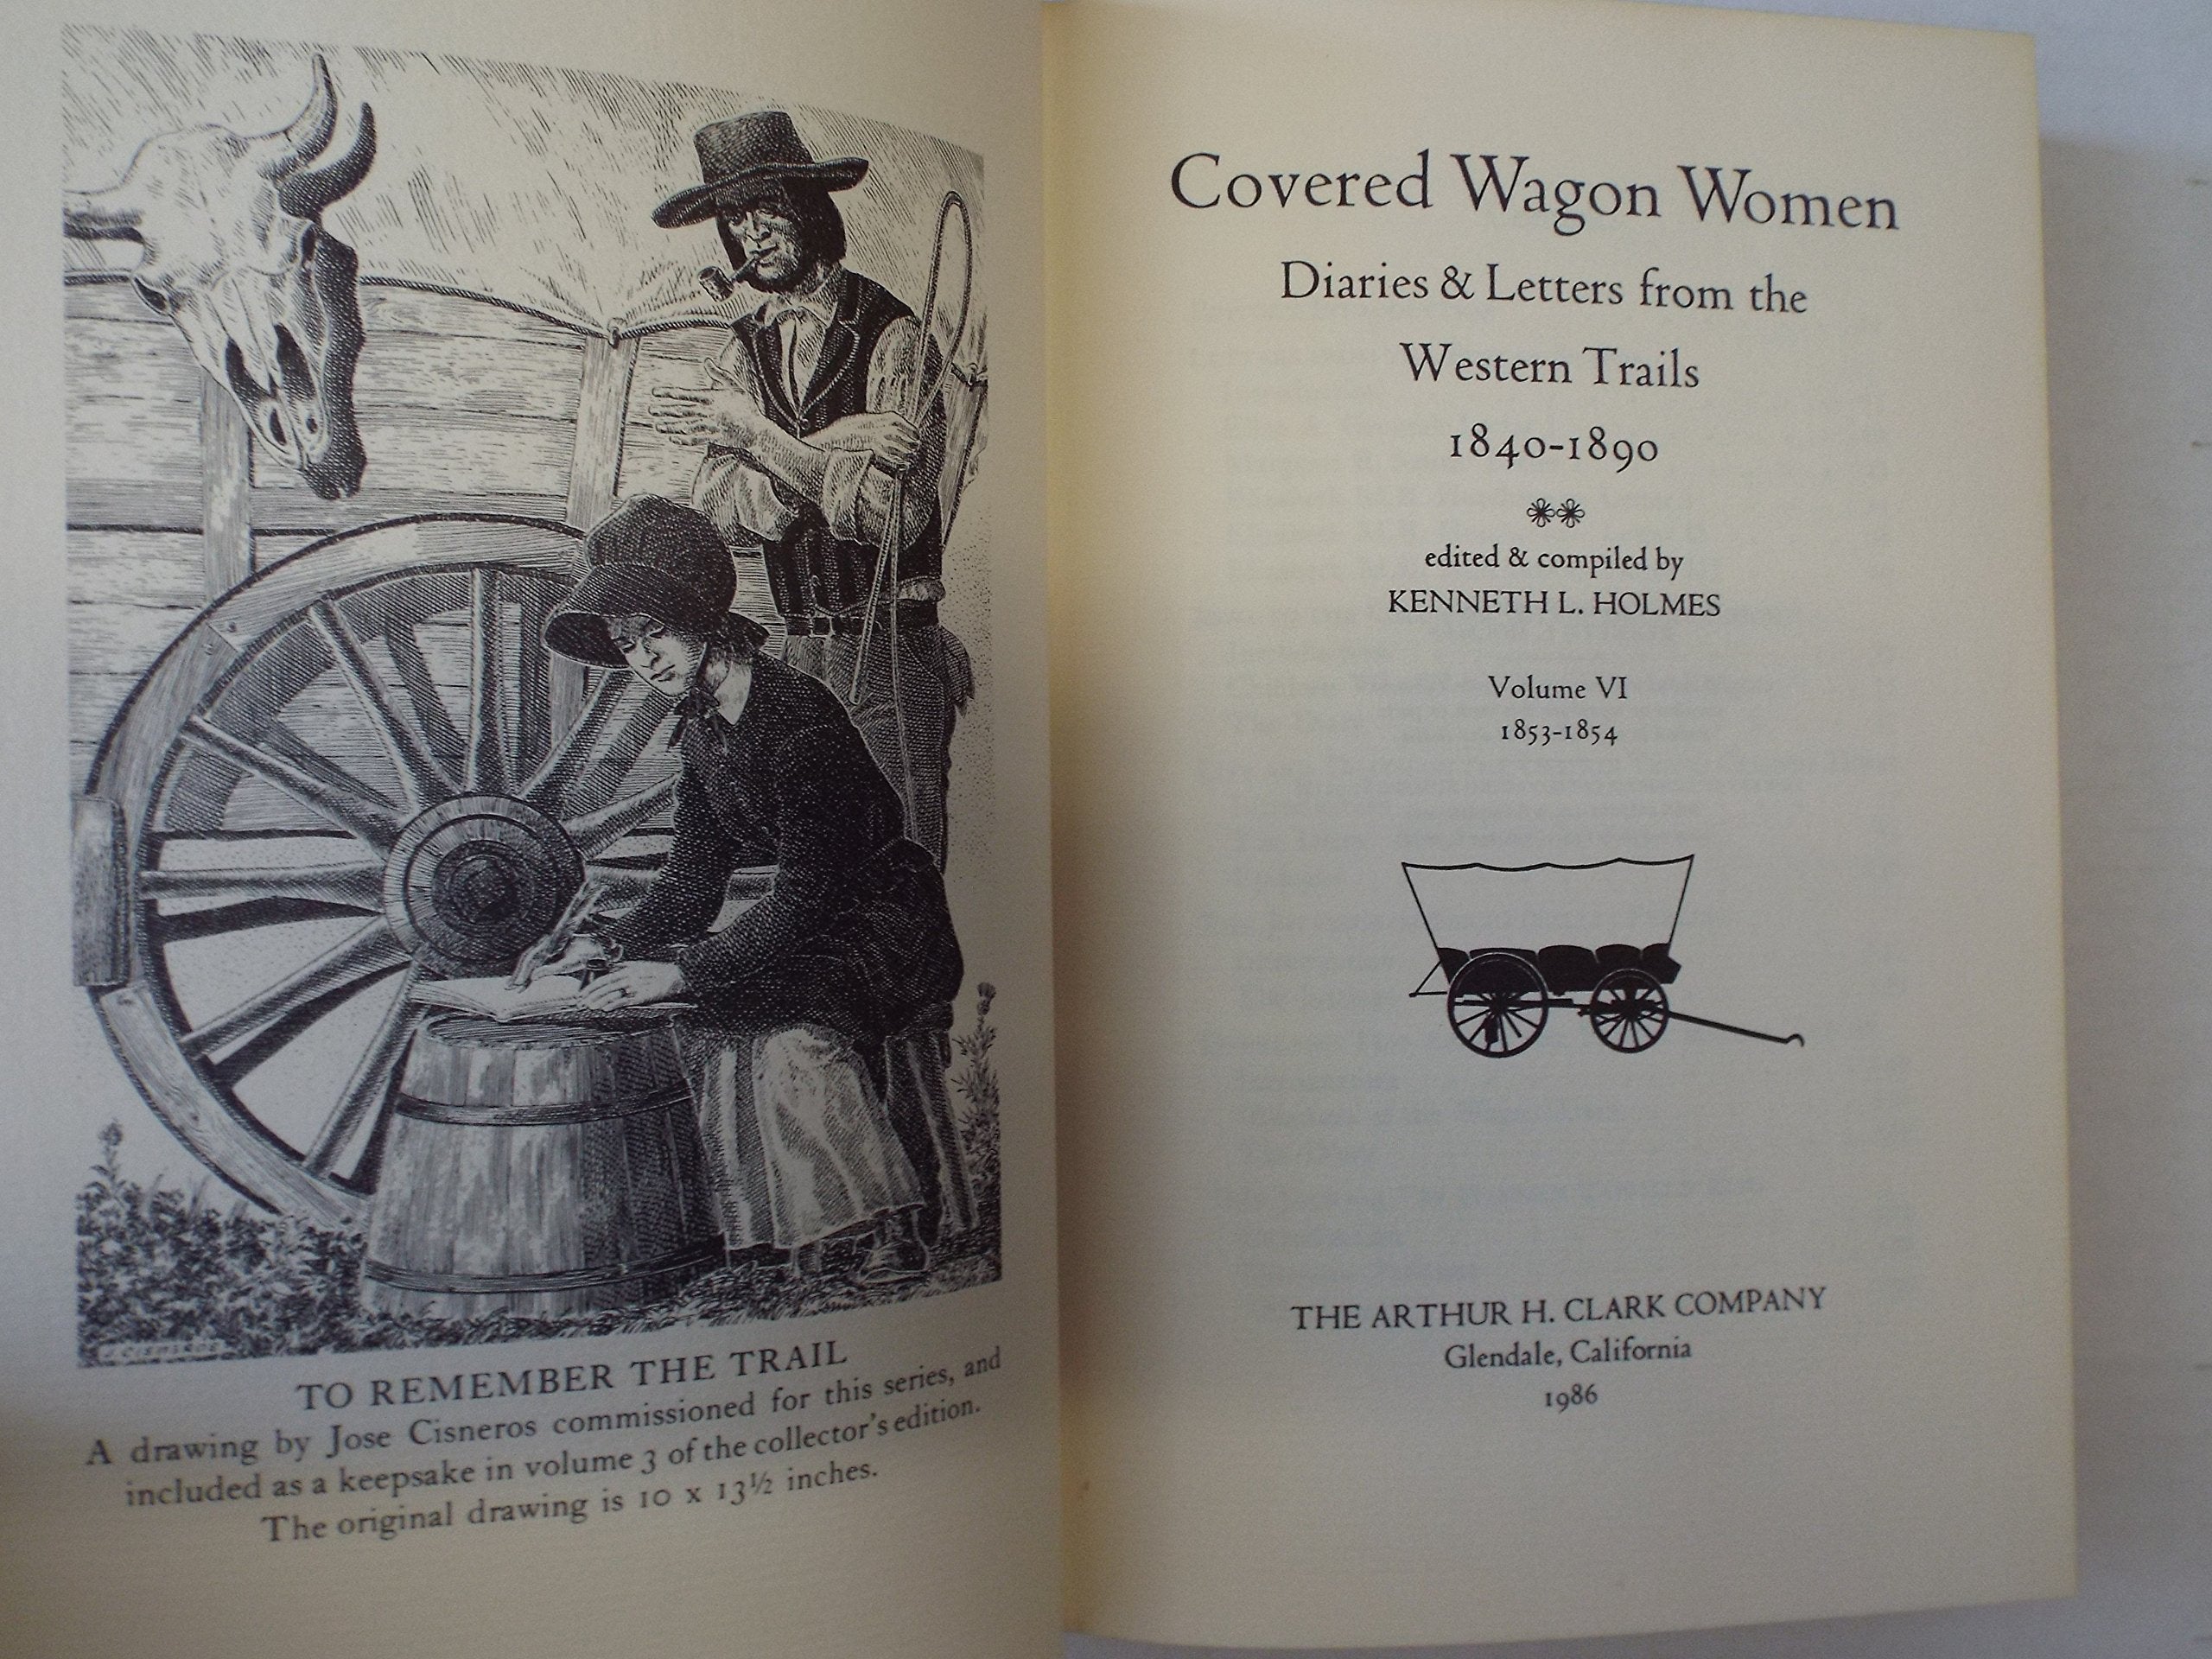 J. CISNEROS
TO REMEMBER THE TRAIL
A drawing by Jose Cisneros commissioned for this series, and
included as a keepsake in volume 3 of the collector's edition.
The original drawing is 10 x 13½ inches.
Covered Wagon Women
Diaries & Letters from the
Western Trails
1840-1890
edited & compiled by
KENNETH L. HOLMES
Volume VI
1853-1854
THE ARTHUR H. CLARK COMPANY
Glendale, California
1986